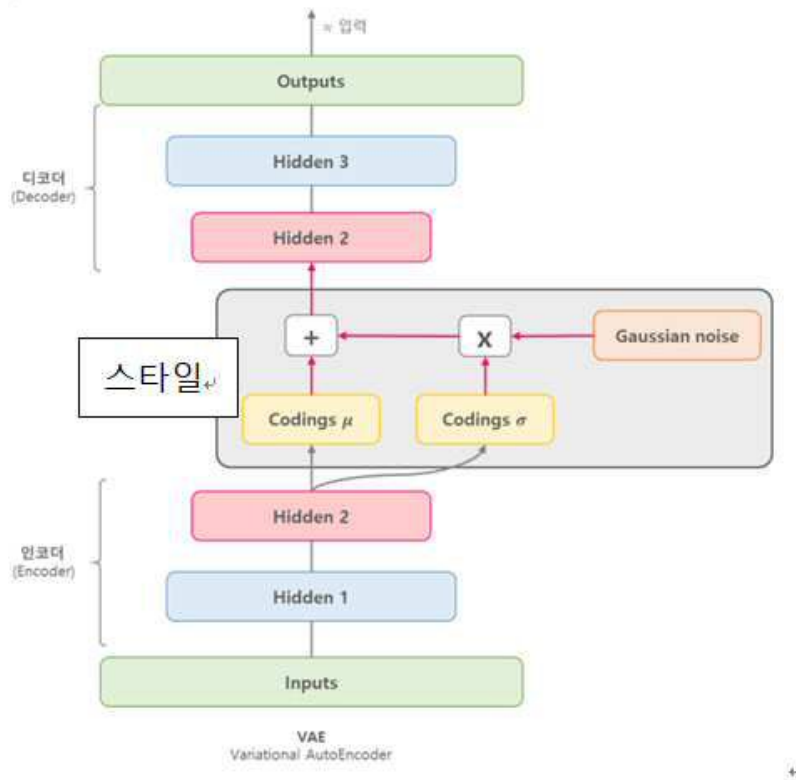 ≈ 입력
Outputs
Hidden 3
디코더
(Decoder)
Hidden 2
+
X
Gaussian noise
스타일
Codings μ
Codings σ
Hidden 2
인코더
(Encoder)
Hidden 1
Inputs
VAE
Variational AutoEncoder